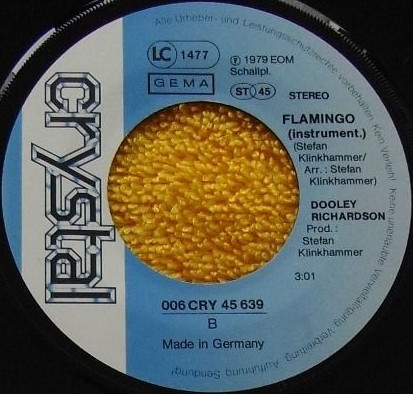 Alle Urheber- und Leistungsschutzrechte vorbehalten. Kein Verleih! Keine unerlaubte Vervielfältigung, Verbreitung, Aufführung, Sendung!
crystal
LC 1477
GEMA
℗ 1979 EOM
Schallpl.
ST 45
STEREO
FLAMINGO
(instrument.)
(Stefan
Klinkhammer/
Arr.: Stefan
Klinkhammer)
DOOLEY
RICHARDSON
Prod.:
Stefan
Klinkhammer
3:01
006 CRY 45 639
B
Made in Germany